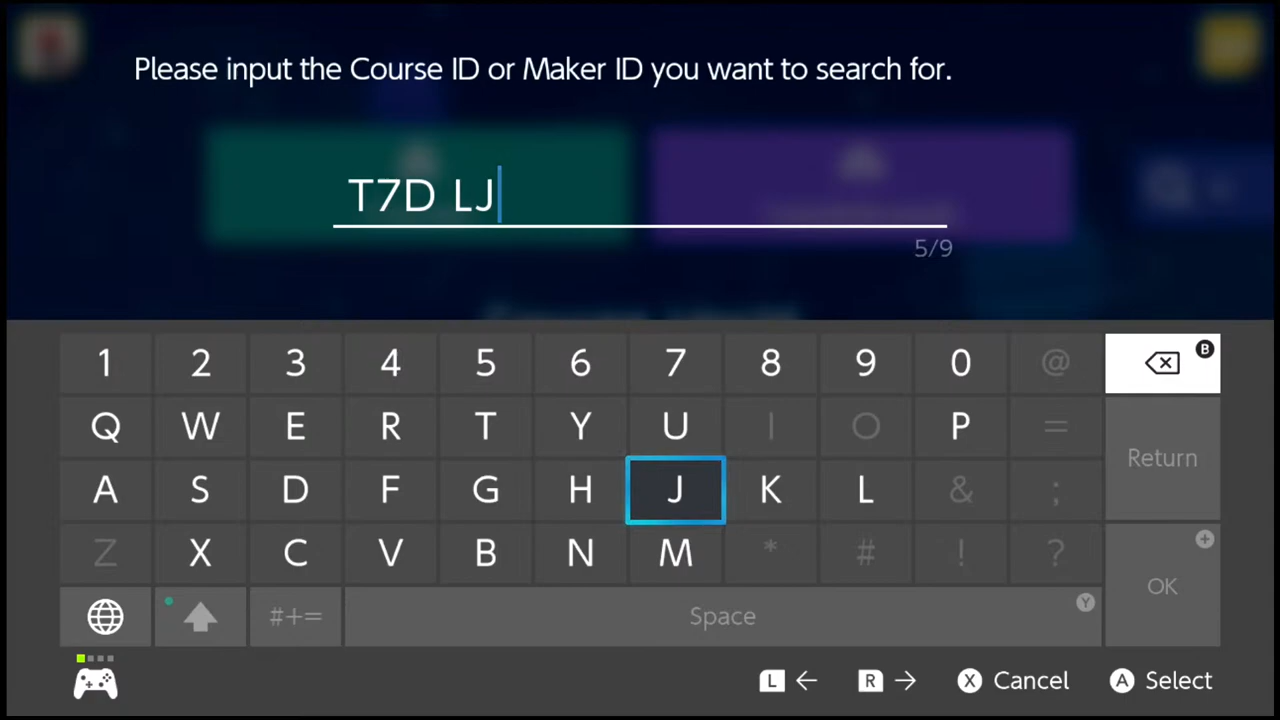 Please input the Course ID or Maker ID you want to search for.
T7D LJ
5/9
1 2 3 4 5 6 7 8 9 0 @ B
Q W E R T Y U I O P = Return
A S D F G H J K L & ;
Z X C V B N M * # ! ? OK
#+= Space Y
L ← R → X Cancel A Select